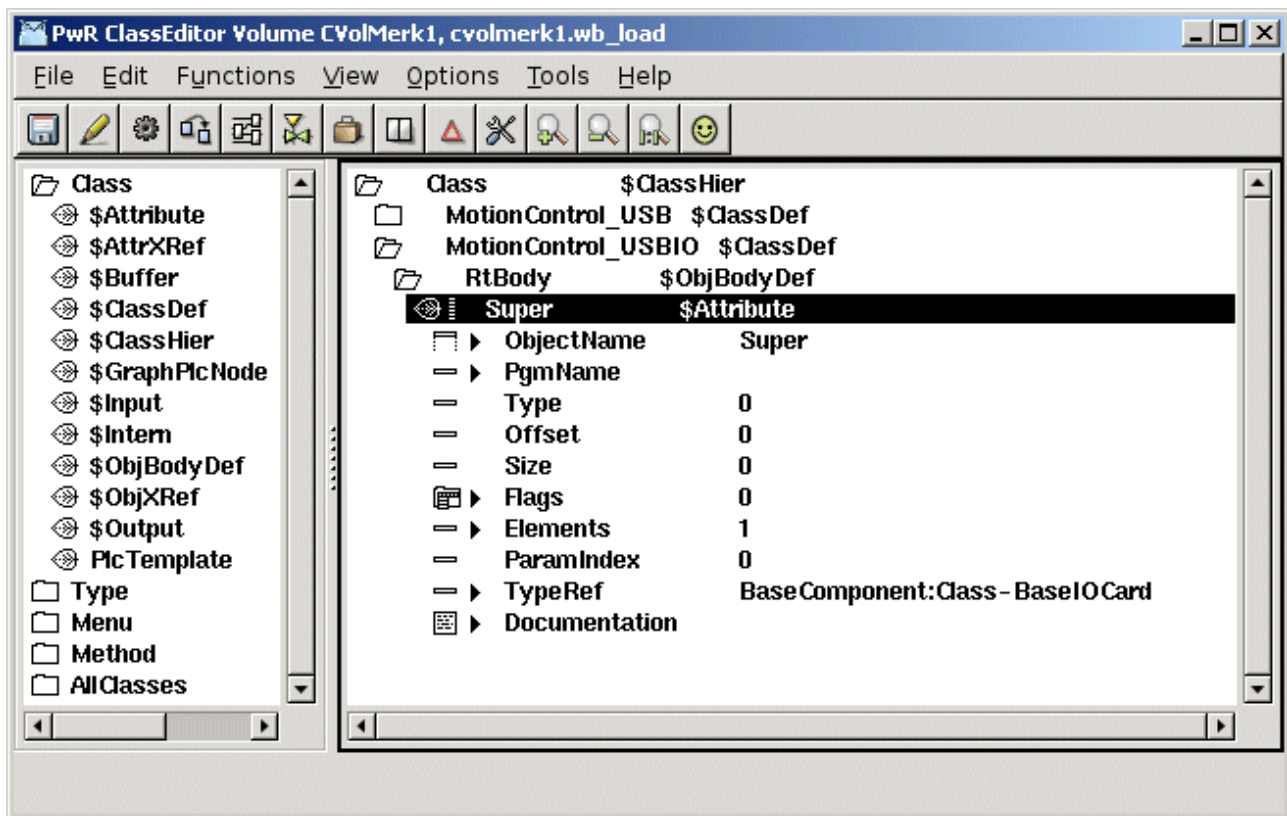 PwR ClassEditor Volume CVolMerk1, cvolmerk1.wb_load
File Edit Functions View Options Tools Help
Class
$Attribute
$AttrXRef
$Buffer
$ClassDef
$ClassHier
$GraphPlcNode
$Input
$Intern
$ObjBodyDef
$ObjXRef
$Output
PlcTemplate
Type
Menu
Method
AllClasses
Class $ClassHier
MotionControl_USB $ClassDef
MotionControl_USBIO $ClassDef
RtBody $ObjBodyDef
Super $Attribute
ObjectName Super
PgmName
Type 0
Offset 0
Size 0
Flags 0
Elements 1
ParamIndex 0
TypeRef BaseComponent:Class-BaseIOCard
Documentation